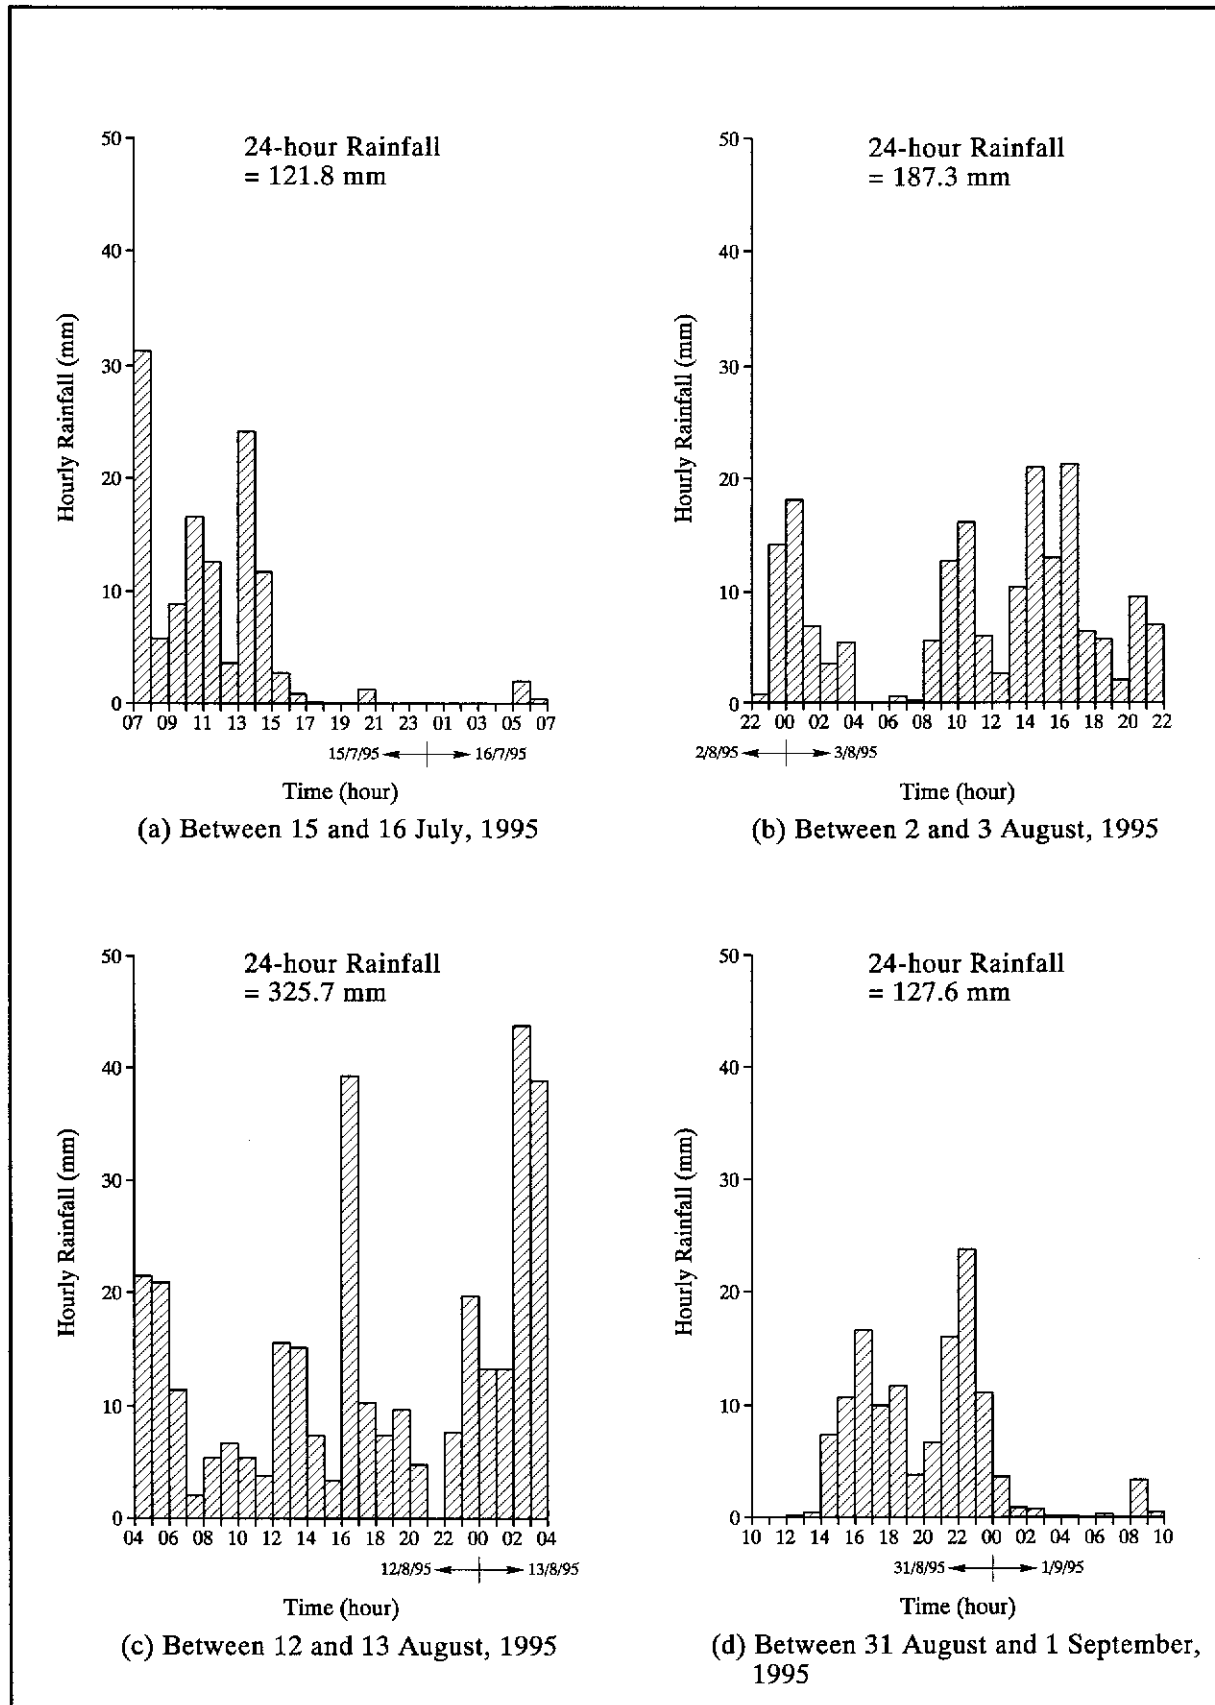 24-hour Rainfall
= 121.8 mm
50
40
30
20
10
0
Hourly Rainfall (mm)
07 09 11 13 15 17 19 21 23 01 03 05 07
15/7/95 16/7/95
Time (hour)
(a) Between 15 and 16 July, 1995
24-hour Rainfall
= 187.3 mm
50
40
30
20
10
0
Hourly Rainfall (mm)
22 00 02 04 06 08 10 12 14 16 18 20 22
2/8/95 3/8/95
Time (hour)
(b) Between 2 and 3 August, 1995
24-hour Rainfall
= 325.7 mm
50
40
30
20
10
0
Hourly Rainfall (mm)
04 06 08 10 12 14 16 18 20 22 00 02 04
12/8/95 13/8/95
Time (hour)
(c) Between 12 and 13 August, 1995
24-hour Rainfall
= 127.6 mm
50
40
30
20
10
0
Hourly Rainfall (mm)
10 12 14 16 18 20 22 00 02 04 06 08 10
31/8/95 1/9/95
Time (hour)
(d) Between 31 August and 1 September,
1995